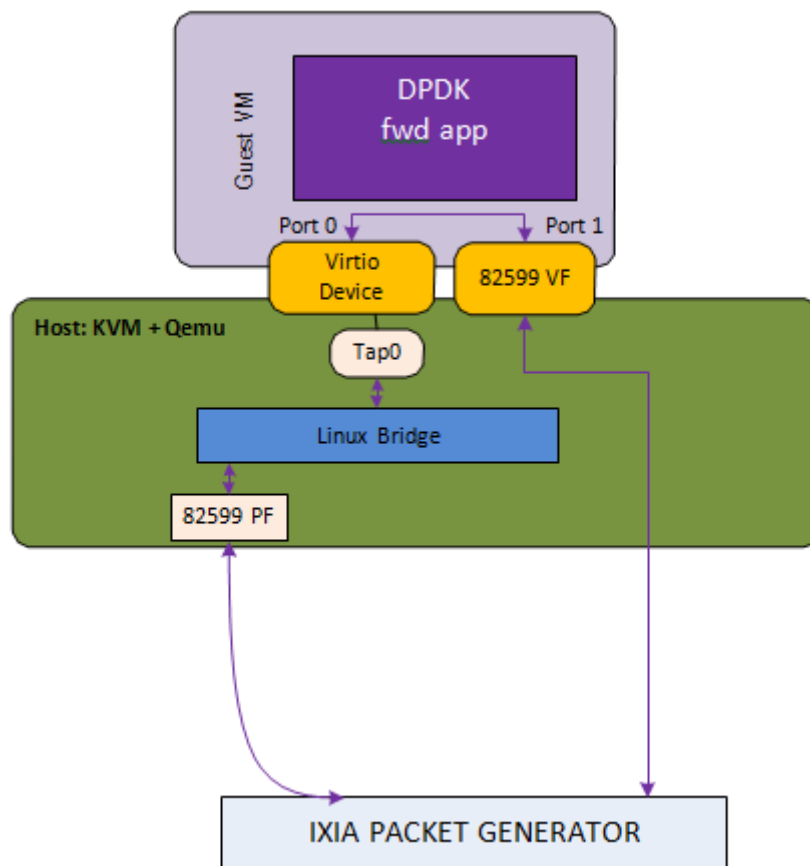 DPDK
fwd app
Guest VM
Port 0
Port 1
Virtio
Device
82599 VF
Host: KVM + Qemu
Tap0
Linux Bridge
82599 PF
IXIA PACKET GENERATOR